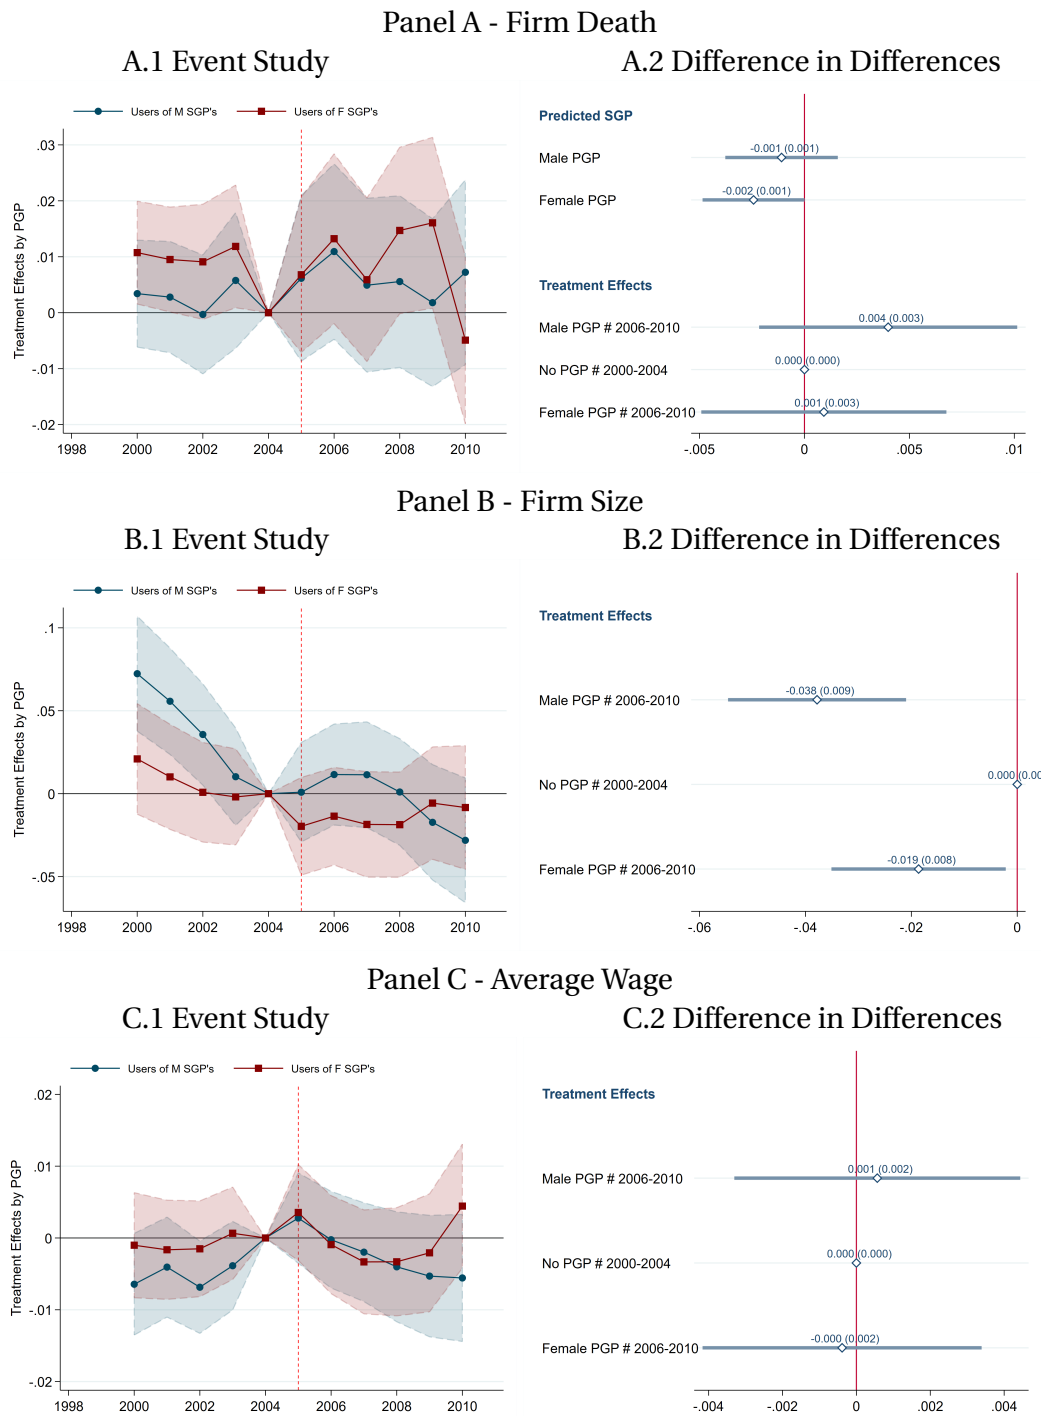 Panel A - Firm Death
A.1 Event Study
A.2 Difference in Differences
Users of M SGP's
Users of F SGP's
Treatment Effects by PGP
.03
.02
.01
0
-.01
-.02
1998 2000 2002 2004 2006 2008 2010
Predicted SGP
Male PGP
-0.001 (0.001)
Female PGP
-0.002 (0.001)
Treatment Effects
Male PGP # 2006-2010
0.004 (0.003)
No PGP # 2000-2004
0.000 (0.000)
Female PGP # 2006-2010
0.001 (0.003)
-.005 0 .005 .01
Panel B - Firm Size
B.1 Event Study
B.2 Difference in Differences
Users of M SGP's
Users of F SGP's
Treatment Effects by PGP
.1
.05
0
-.05
1998 2000 2002 2004 2006 2008 2010
Treatment Effects
Male PGP # 2006-2010
-0.038 (0.009)
No PGP # 2000-2004
0.000 (0.00
Female PGP # 2006-2010
-0.019 (0.008)
-.06 -.04 -.02 0
Panel C - Average Wage
C.1 Event Study
C.2 Difference in Differences
Users of M SGP's
Users of F SGP's
Treatment Effects by PGP
.02
.01
0
-.01
-.02
1998 2000 2002 2004 2006 2008 2010
Treatment Effects
Male PGP # 2006-2010
0.001 (0.002)
No PGP # 2000-2004
0.000 (0.000)
Female PGP # 2006-2010
-0.000 (0.002)
-.004 -.002 0 .002 .004